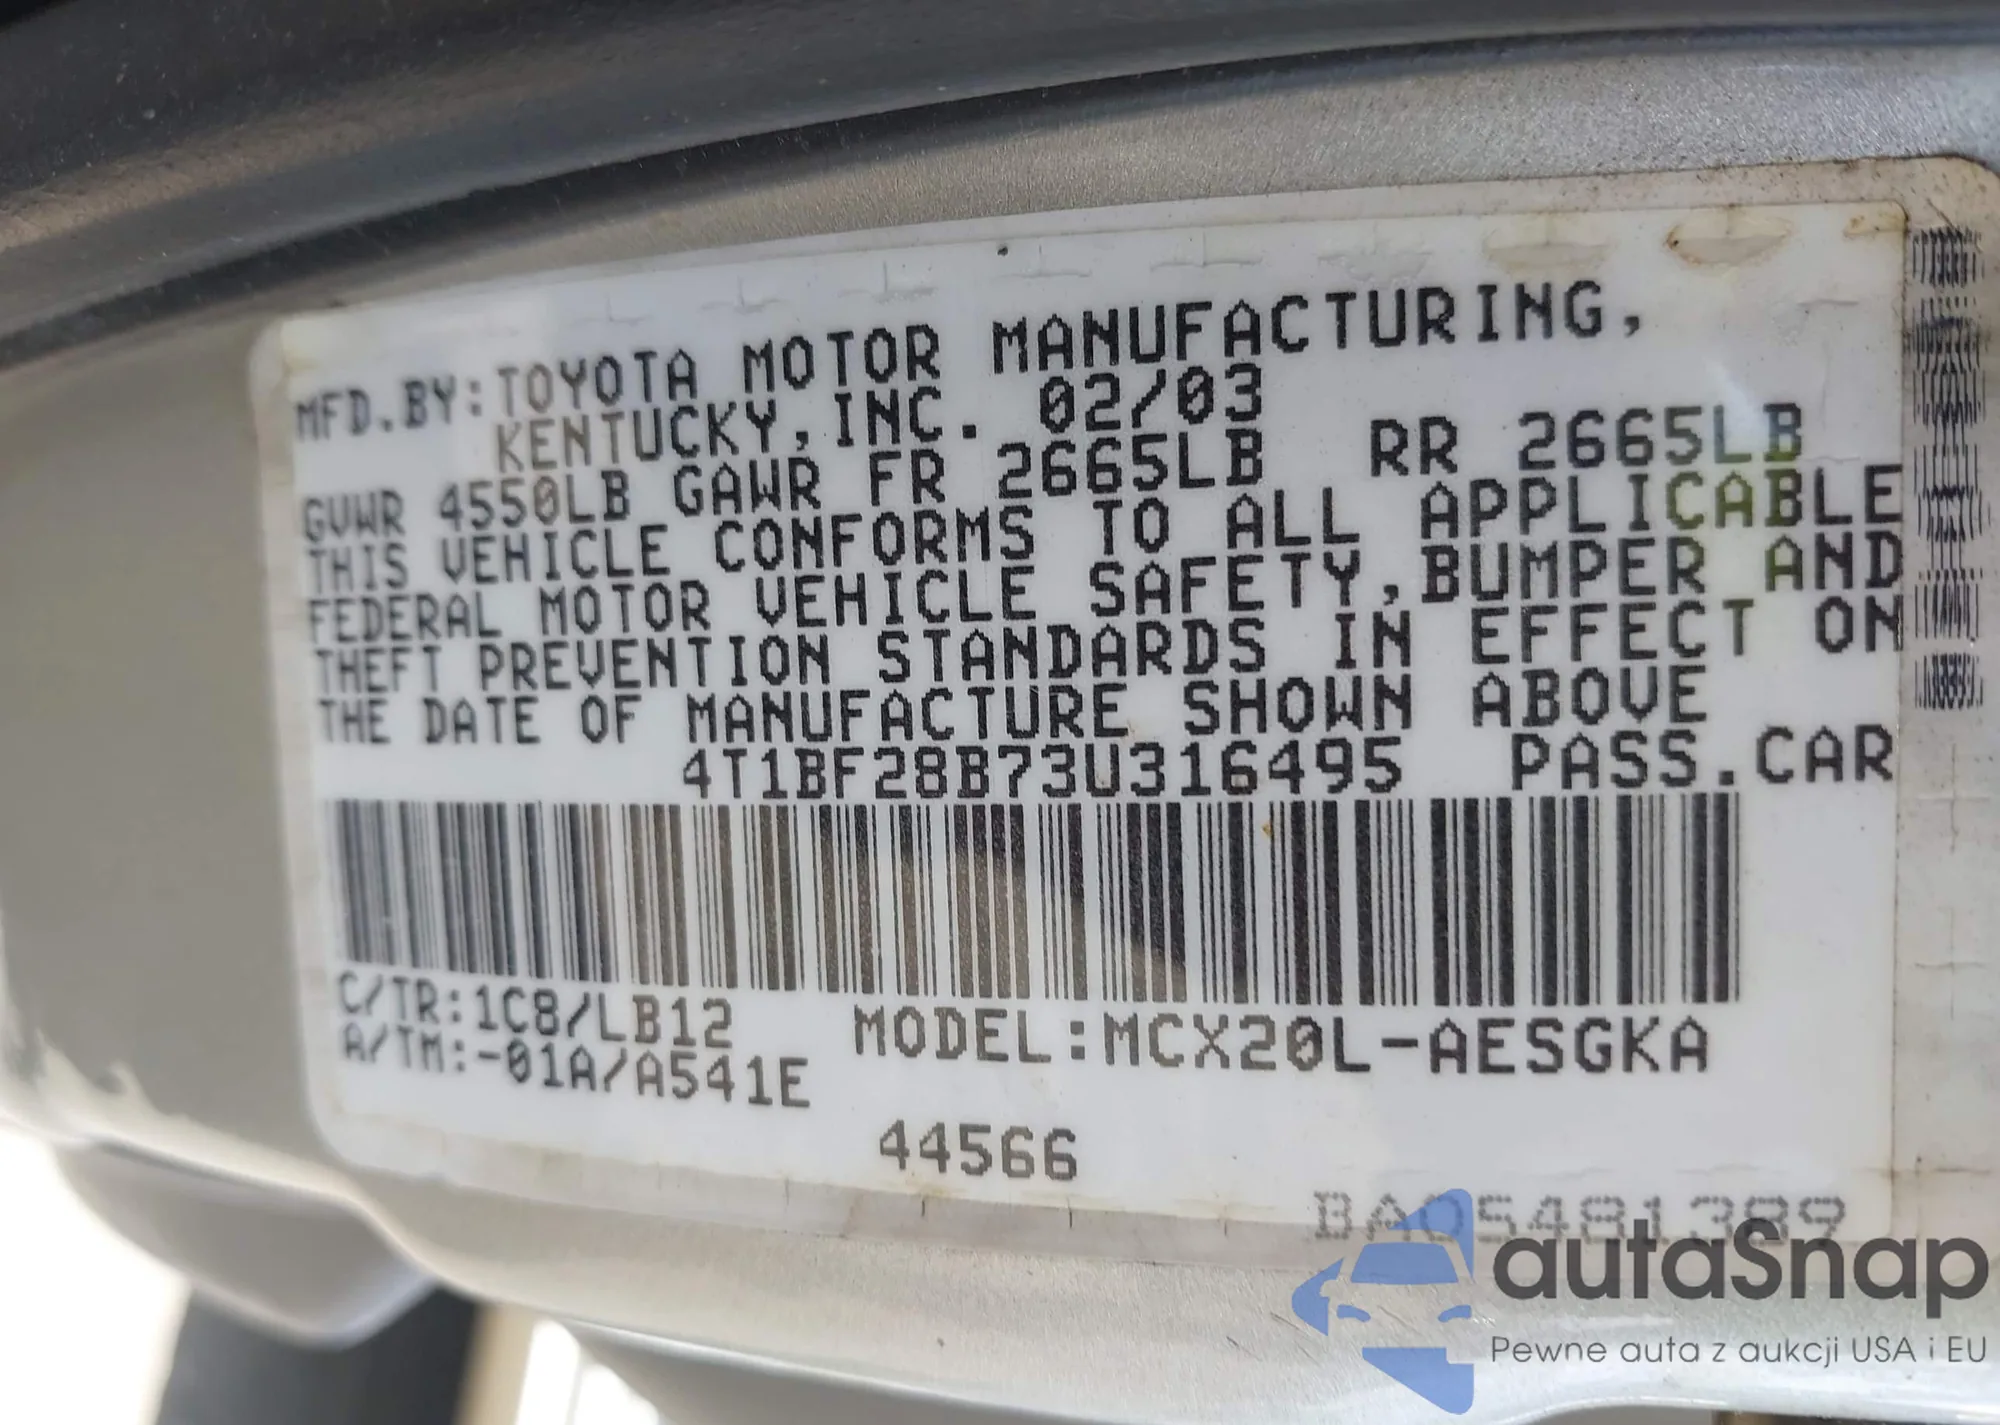 MFD.BY:TOYOTA MOTOR MANUFACTURING,
KENTUCKY,INC. 02/03
GVWR 4550LB GAWR FR 2665LB RR 2665LB
THIS VEHICLE CONFORMS TO ALL APPLICABLE
FEDERAL MOTOR VEHICLE SAFETY,BUMPER AND
THEFT PREVENTION STANDARDS IN EFFECT ON
THE DATE OF MANUFACTURE SHOWN ABOVE
4T1BF28B73U316495 PASS.CAR
C/TR:1C8/LB12 MODEL:MCX20L-AESGKA
A/TM:-01A/A541E
44566
BA05481389
autaSnap
Pewne auta z aukcji USA i EU